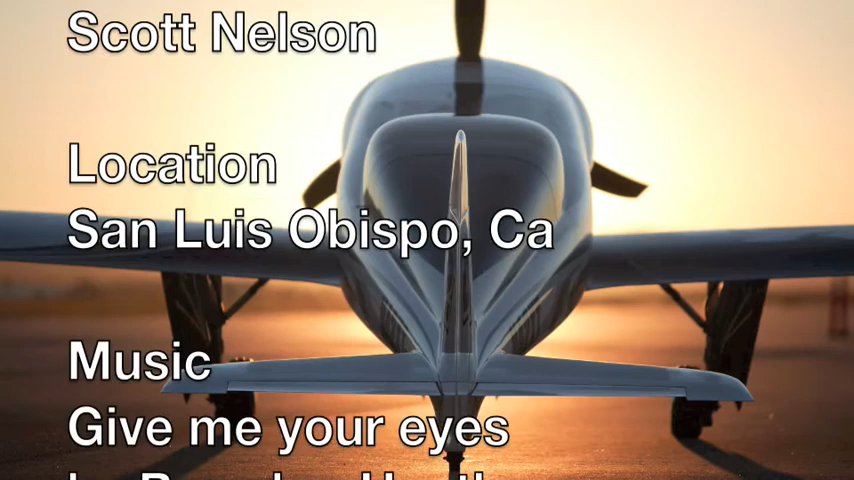 Scott Nelson
Location
San Luis Obispo, Ca
Music
Give me your eyes